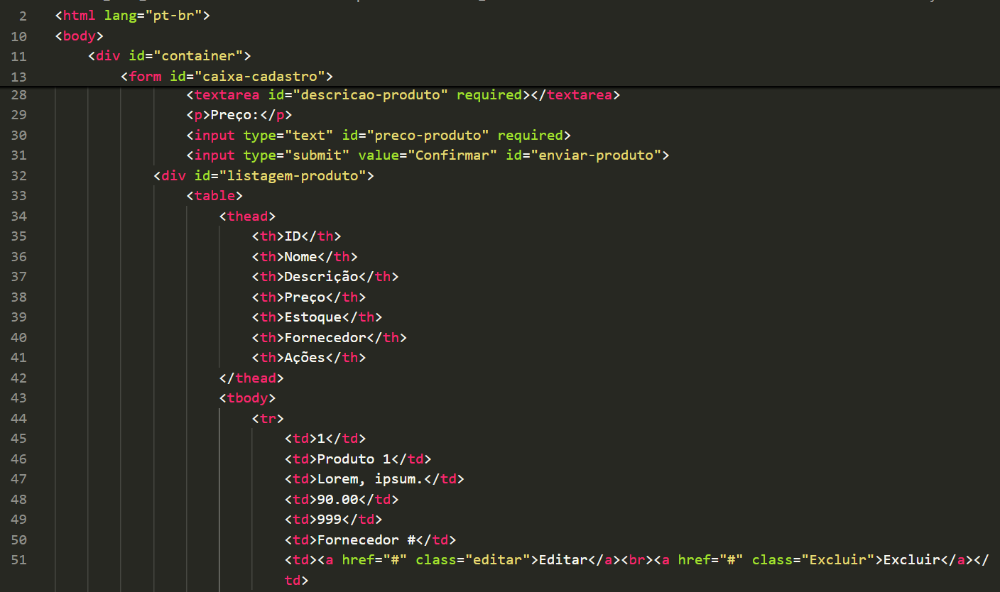 2 <html lang="pt-br">
10 <body>
11 <div id="container">
13 <form id="caixa-cadastro">
28 <textarea id="descricao-produto" required></textarea>
29 <p>Preço:</p>
30 <input type="text" id="preco-produto" required>
31 <input type="submit" value="Confirmar" id="enviar-produto">
32 <div id="listagem-produto">
33 <table>
34 <thead>
35 <th>ID</th>
36 <th>Nome</th>
37 <th>Descrição</th>
38 <th>Preço</th>
39 <th>Estoque</th>
40 <th>Fornecedor</th>
41 <th>Ações</th>
42 </thead>
43 <tbody>
44 <tr>
45 <td>1</td>
46 <td>Produto 1</td>
47 <td>Lorem, ipsum.</td>
48 <td>90.00</td>
49 <td>999</td>
50 <td>Fornecedor #</td>
51 <td><a href="#" class="editar">Editar</a><br><a href="#" class="Excluir">Excluir</a></
td>